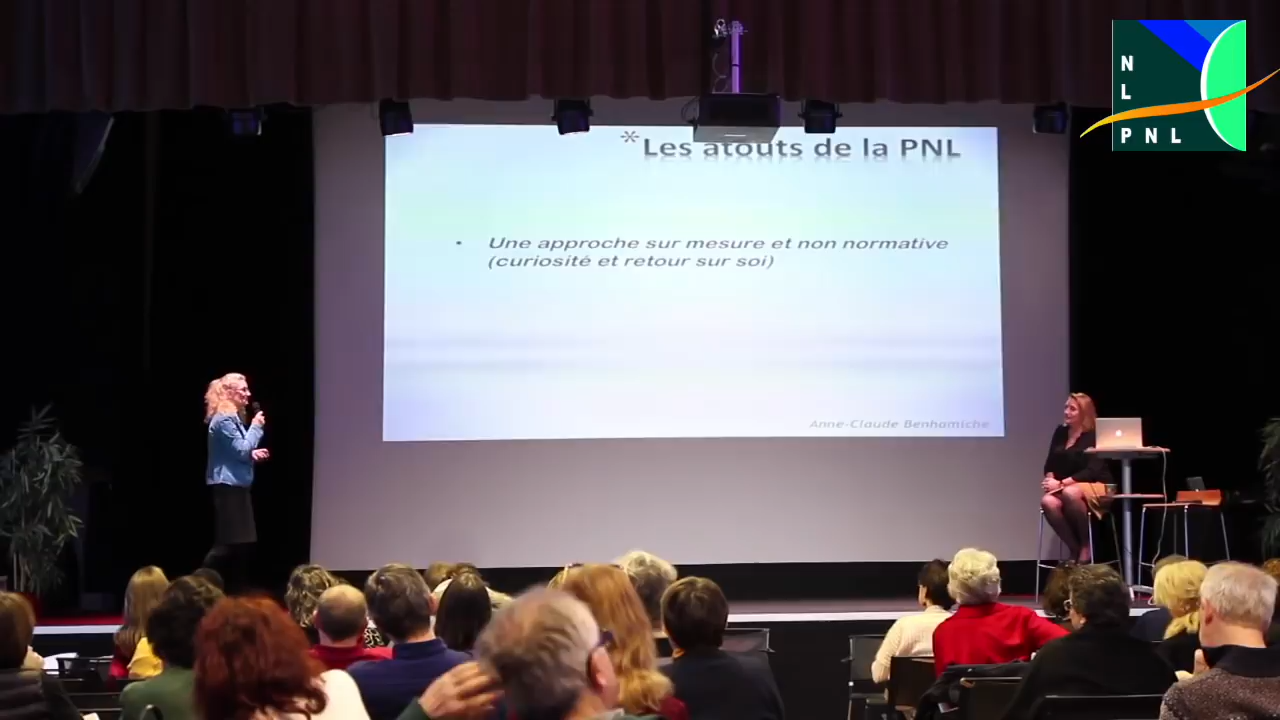 N
L
PNL
*Les atouts de la PNL
• Une approche sur mesure et non normative
(curiosité et retour sur soi)
Anne-Claude Benhamiche